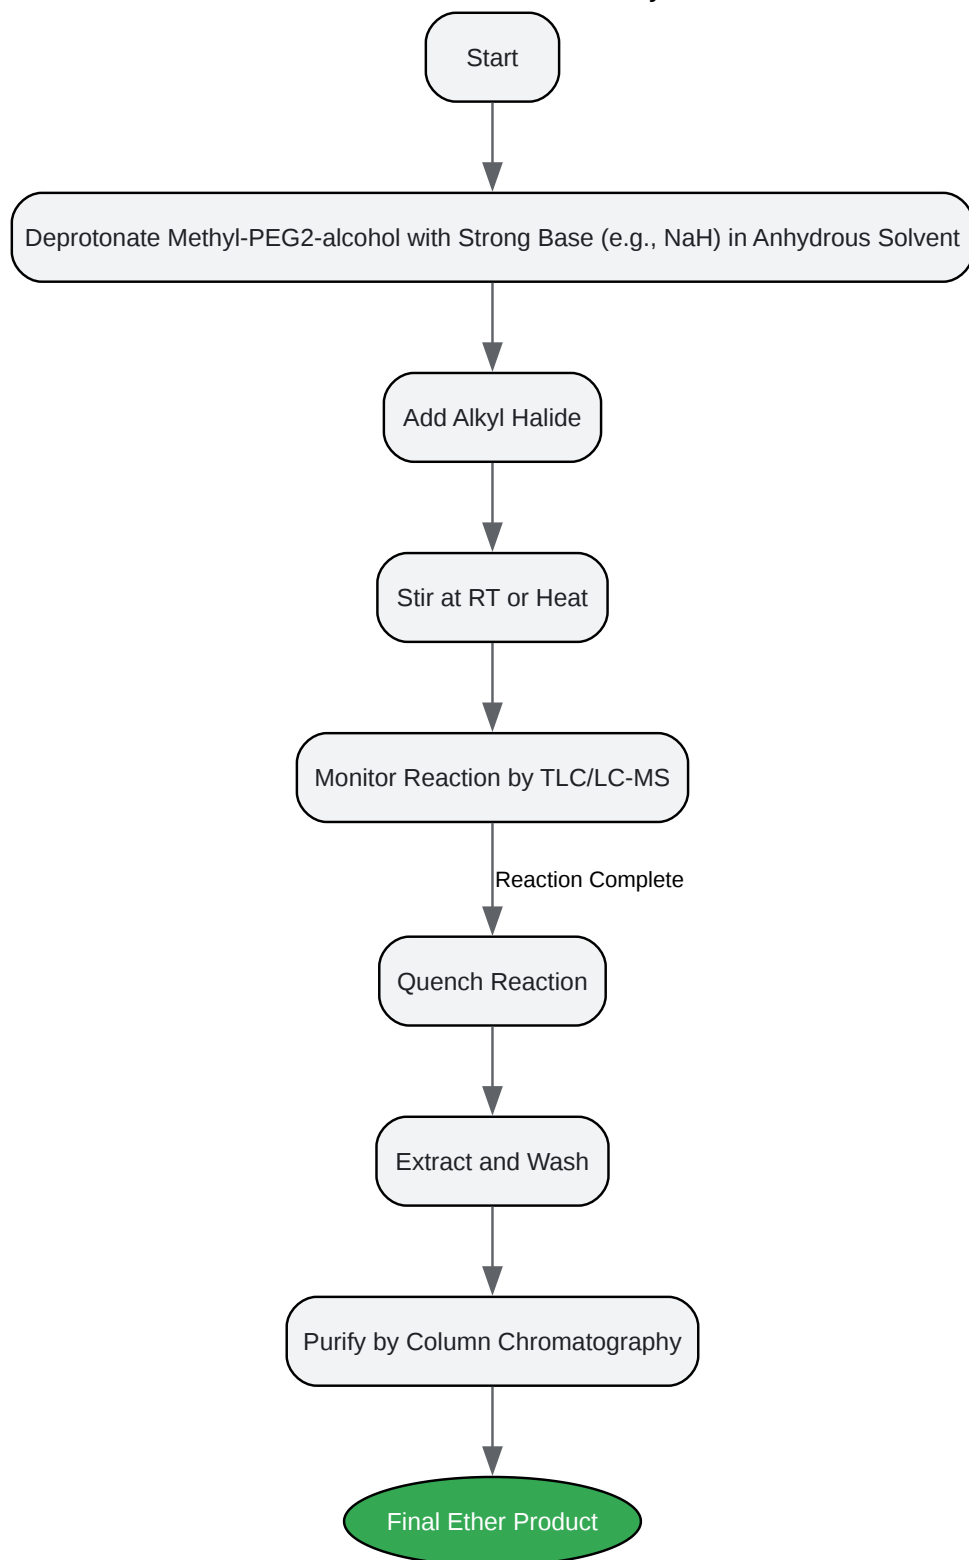 Start
Deprotonate Methyl-PEG2-alcohol with Strong Base (e.g., NaH) in Anhydrous Solvent
Add Alkyl Halide
Stir at RT or Heat
Monitor Reaction by TLC/LC-MS
Reaction Complete
Quench Reaction
Extract and Wash
Purify by Column Chromatography
Final Ether Product